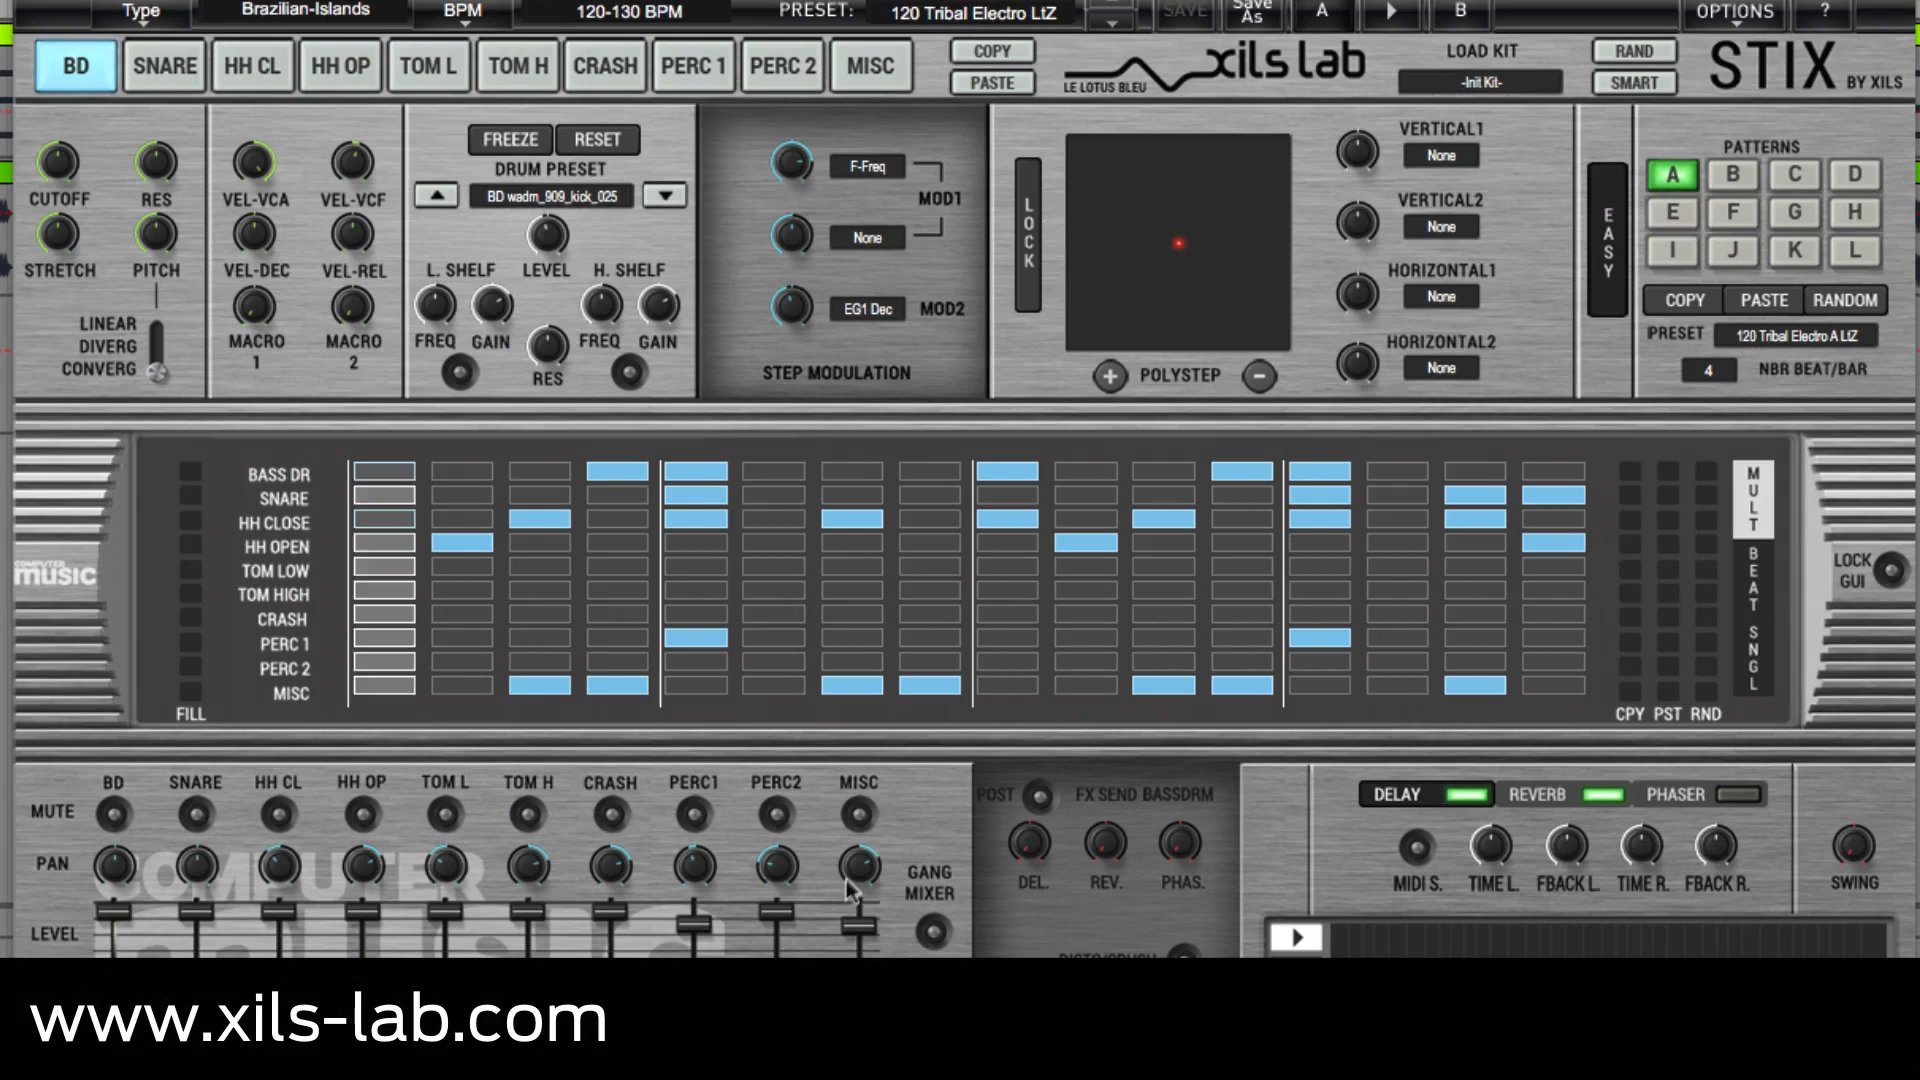 Type Brazilian-Islands BPM 120-130 BPM PRESET: 120 Tribal Electro LtZ SAVE Save As A B OPTIONS ?
BD SNARE HH CL HH OP TOM L TOM H CRASH PERC 1 PERC 2 MISC
COPY
PASTE
LE LOTUS BLEU
xils lab
LOAD KIT
-Init Kit-
RAND
SMART
STIX BY XILS
CUTOFF RES
STRETCH PITCH
LINEAR
DIVERG
CONVERG
VEL-VCA VEL-VCF
VEL-DEC VEL-REL
MACRO 1 MACRO 2
FREEZE RESET
DRUM PRESET
BD wadm_909_kick_025
L. SHELF LEVEL H. SHELF
FREQ GAIN FREQ GAIN
RES
F-Freq
MOD1
None
EG1 Dec MOD2
STEP MODULATION
LOCK
+ POLYSTEP -
VERTICAL1
None
VERTICAL2
None
HORIZONTAL1
None
HORIZONTAL2
None
EASY
PATTERNS
A B C D
E F G H
I J K L
COPY PASTE RANDOM
PRESET 120 Tribal Electro A LtZ
4 NBR BEAT/BAR
BASS DR
SNARE
HH CLOSE
HH OPEN
TOM LOW
TOM HIGH
CRASH
PERC 1
PERC 2
MISC
FILL
CPY PST RND
MULT
BEAT
SNGL
COMPUTER music
LOCK GUI
BD SNARE HH CL HH OP TOM L TOM H CRASH PERC1 PERC2 MISC
MUTE
PAN
LEVEL
COMPUTER
music
GANG MIXER
POST FX SEND BASSDRM
DEL. REV. PHAS.
DISTO/CRUSH
DELAY REVERB PHASER
MIDI S. TIME L. FBACK L. TIME R. FBACK R. SWING
www.xils-lab.com